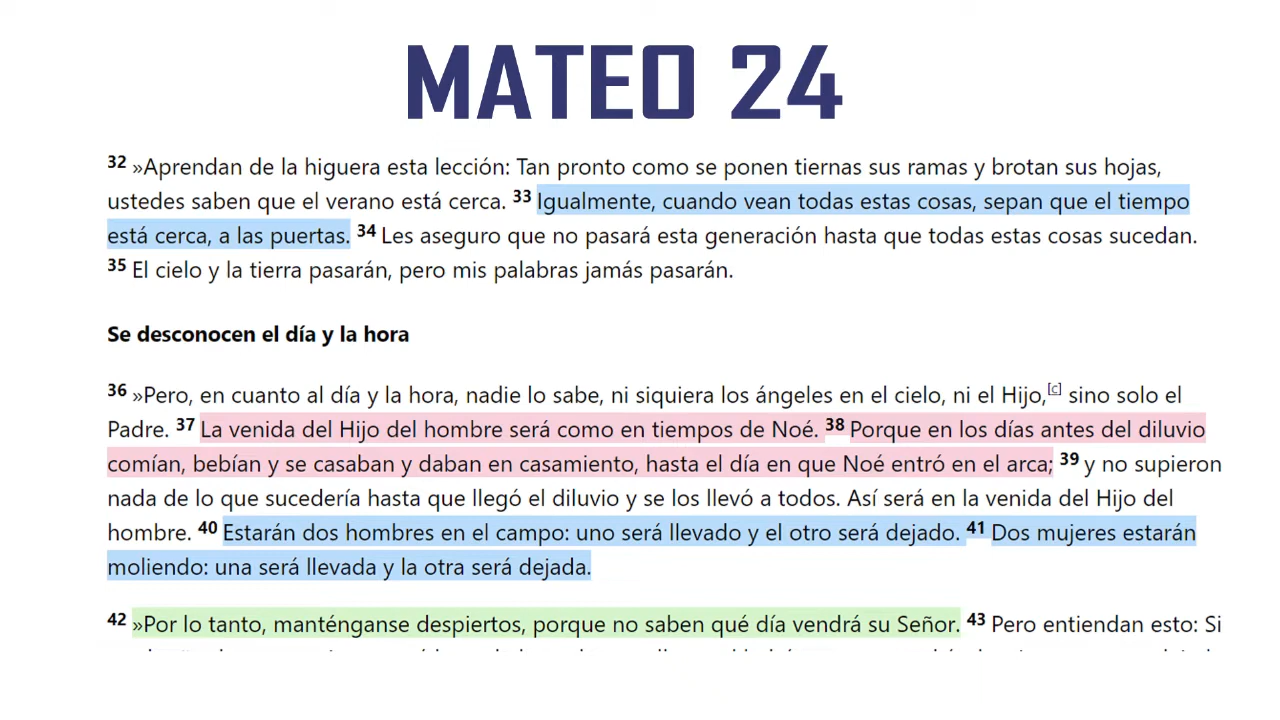 MATEO 24
32 »Aprendan de la higuera esta lección: Tan pronto como se ponen tiernas sus ramas y brotan sus hojas,
ustedes saben que el verano está cerca. 33 Igualmente, cuando vean todas estas cosas, sepan que el tiempo
está cerca, a las puertas. 34 Les aseguro que no pasará esta generación hasta que todas estas cosas sucedan.
35 El cielo y la tierra pasarán, pero mis palabras jamás pasarán.
Se desconocen el día y la hora
36 »Pero, en cuanto al día y la hora, nadie lo sabe, ni siquiera los ángeles en el cielo, ni el Hijo,[c] sino solo el
Padre. 37 La venida del Hijo del hombre será como en tiempos de Noé. 38 Porque en los días antes del diluvio
comían, bebían y se casaban y daban en casamiento, hasta el día en que Noé entró en el arca; 39 y no supieron
nada de lo que sucedería hasta que llegó el diluvio y se los llevó a todos. Así será en la venida del Hijo del
hombre. 40 Estarán dos hombres en el campo: uno será llevado y el otro será dejado. 41 Dos mujeres estarán
moliendo: una será llevada y la otra será dejada.
42 »Por lo tanto, manténganse despiertos, porque no saben qué día vendrá su Señor. 43 Pero entiendan esto: Si